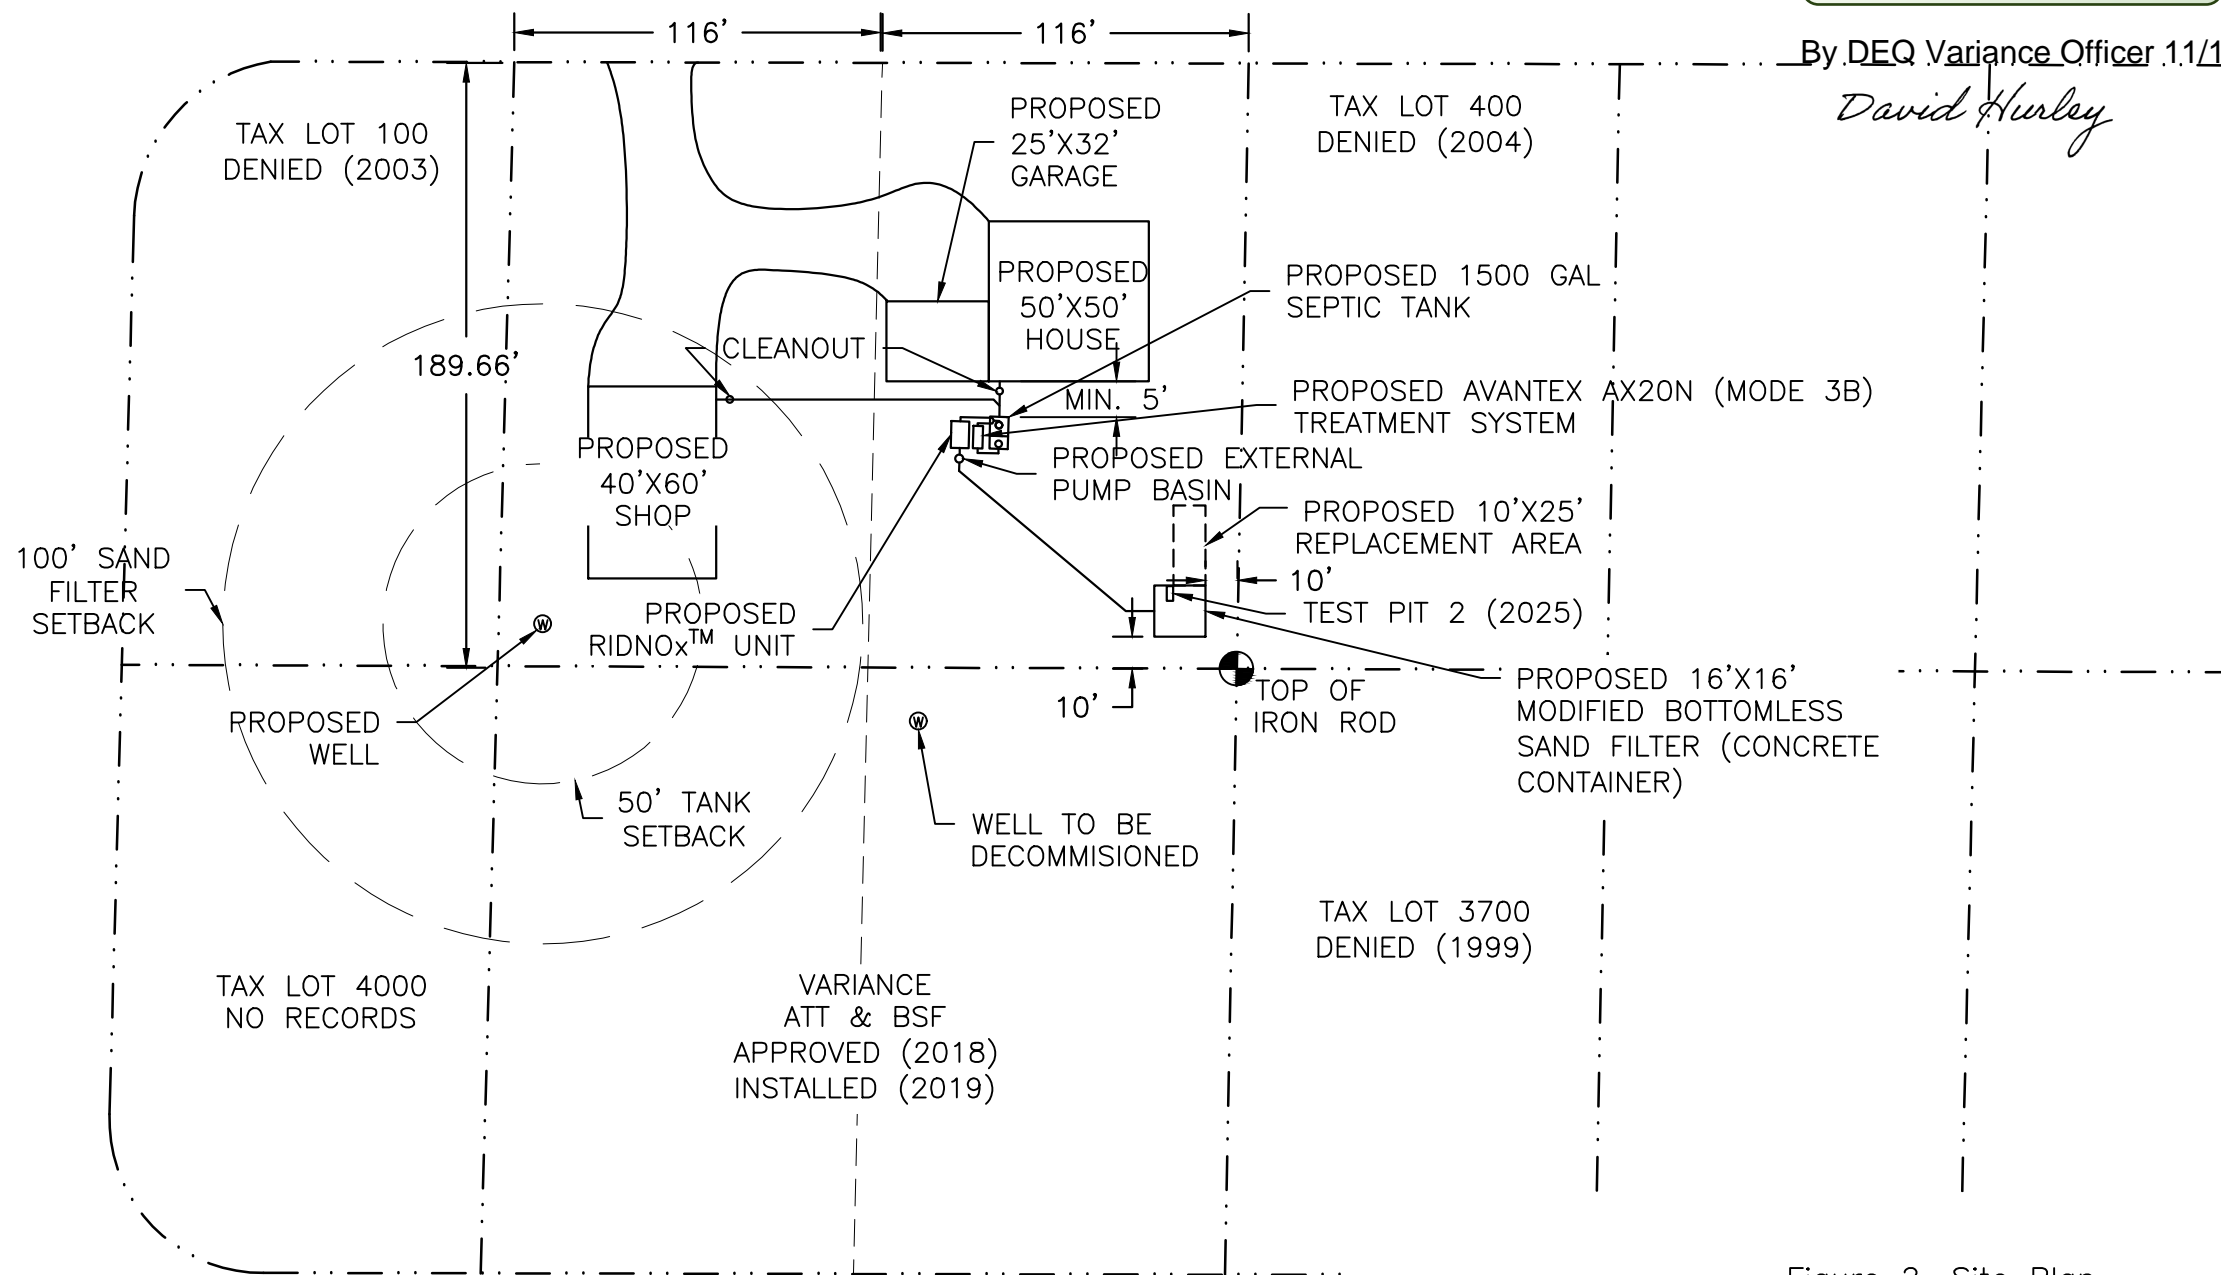 116'
116'
By DEQ Variance Officer 11/1
David Hurley
TAX LOT 100
DENIED (2003)
PROPOSED
25'X32'
GARAGE
TAX LOT 400
DENIED (2004)
PROPOSED
50'X50'
HOUSE
PROPOSED 1500 GAL
SEPTIC TANK
189.66'
CLEANOUT
MIN. 5'
PROPOSED AVANTEX AX20N (MODE 3B)
TREATMENT SYSTEM
PROPOSED
40'X60'
SHOP
PROPOSED EXTERNAL
PUMP BASIN
PROPOSED 10'X25'
REPLACEMENT AREA
100' SAND
FILTER
SETBACK
10'
TEST PIT 2 (2025)
W
PROPOSED
RIDNOx™ UNIT
PROPOSED
WELL
W
10'
TOP OF
IRON ROD
PROPOSED 16'X16'
MODIFIED BOTTOMLESS
SAND FILTER (CONCRETE
CONTAINER)
50' TANK
SETBACK
WELL TO BE
DECOMMISIONED
TAX LOT 3700
DENIED (1999)
TAX LOT 4000
NO RECORDS
VARIANCE
ATT & BSF
APPROVED (2018)
INSTALLED (2019)
Site Plan